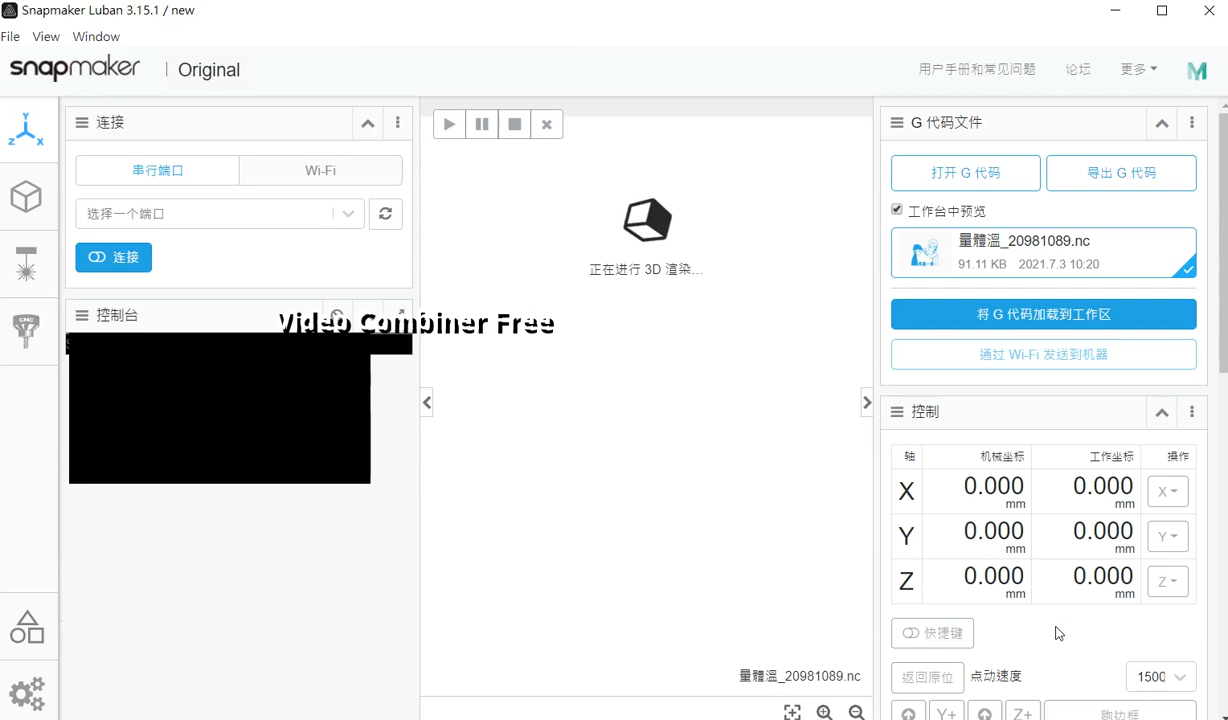 Snapmaker Luban 3.15.1 / new
File View Window
snapmaker | Original 用户手册和常见问题 论坛 更多
连接
串行端口 Wi-Fi
选择一个端口
连接
控制台
Video Combiner Free
正在进行 3D 渲染...
量體溫_20981089.nc
G 代码文件
打开 G 代码 导出 G 代码
工作台中预览
量體溫_20981089.nc
91.11 KB 2021.7.3 10:20
将 G 代码加载到工作区
通过 Wi-Fi 发送到机器
控制
轴 机械坐标 工作坐标 操作
X 0.000 mm 0.000 mm X
Y 0.000 mm 0.000 mm Y
Z 0.000 mm 0.000 mm Z
快捷键
返回原位 点动速度 1500
Y+ Z+ 跑边框